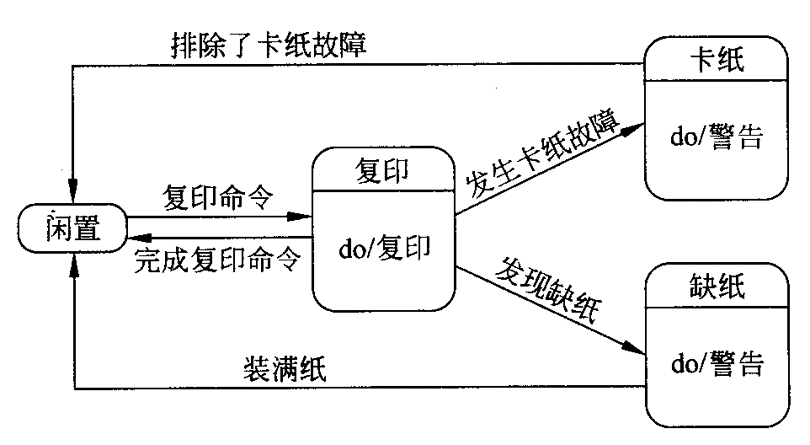 排除了卡纸故障
卡纸
do/警告
发生卡纸故障
复印
复印命令
闲置
do/复印
完成复印命令
发现缺纸
缺纸
do/警告
装满纸